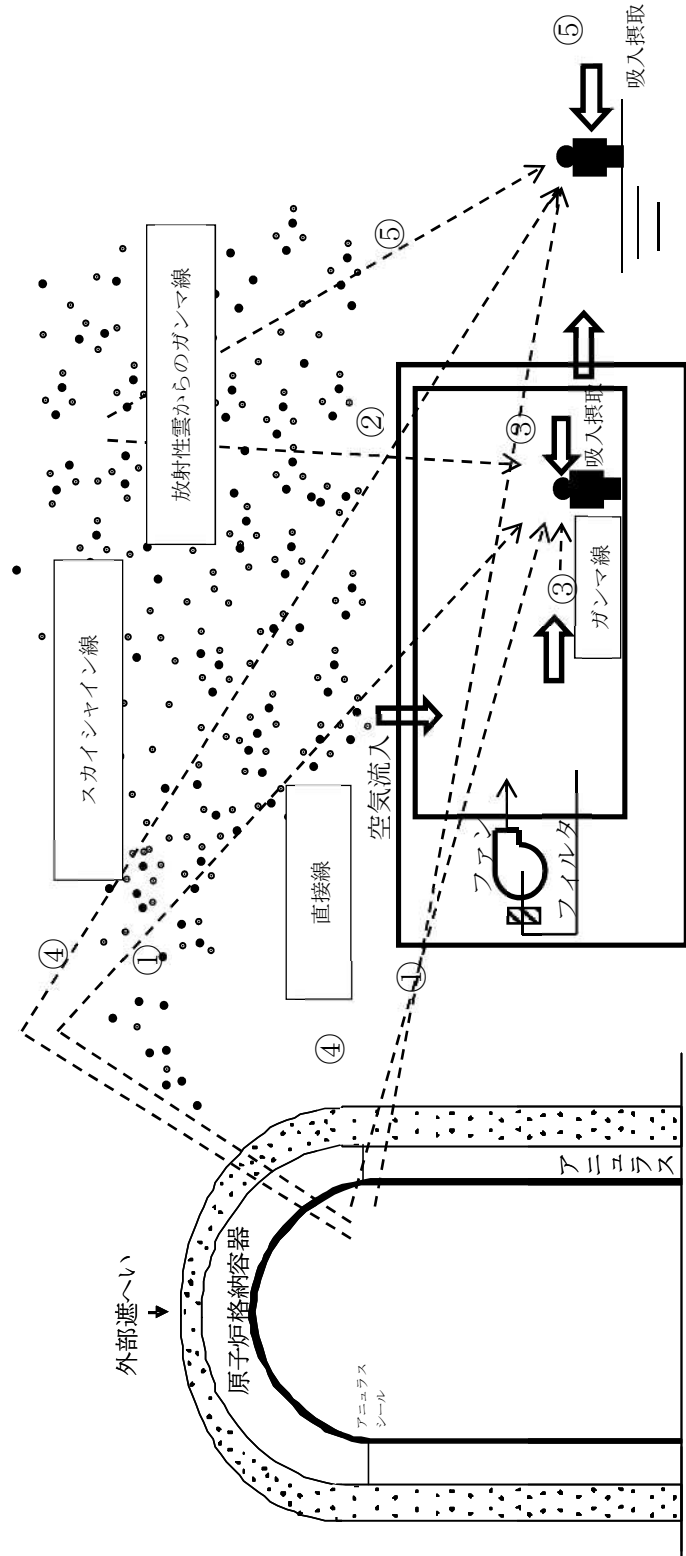 外部遮へい
原子炉格納容器
アニュラス
シール
アニュラス
④
①
スカイシャイン線
④
直接線
①
放射性雲からのガンマ線
②
⑤
空気流入
ファン
フィルタ
③
③
ガンマ線
吸入摂取
⑤
吸入摂取